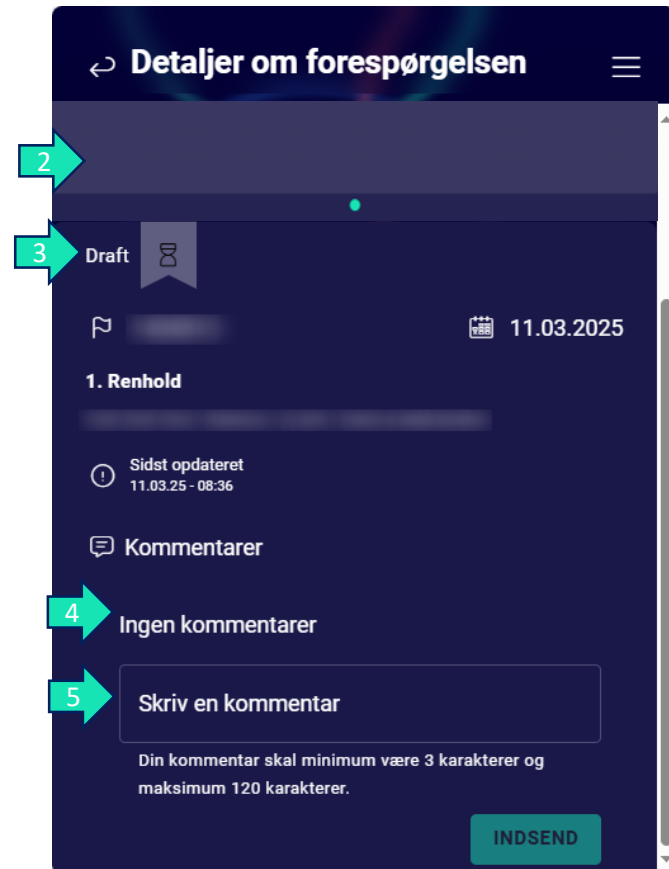 Detaljer om forespørgelsen
2
3
Draft
11.03.2025
1. Renhold
Sidst opdateret
11.03.25 - 08:36
Kommentarer
4
Ingen kommentarer
5
Skriv en kommentar
Din kommentar skal minimum være 3 karakterer og
maksimum 120 karakterer.
INDSEND